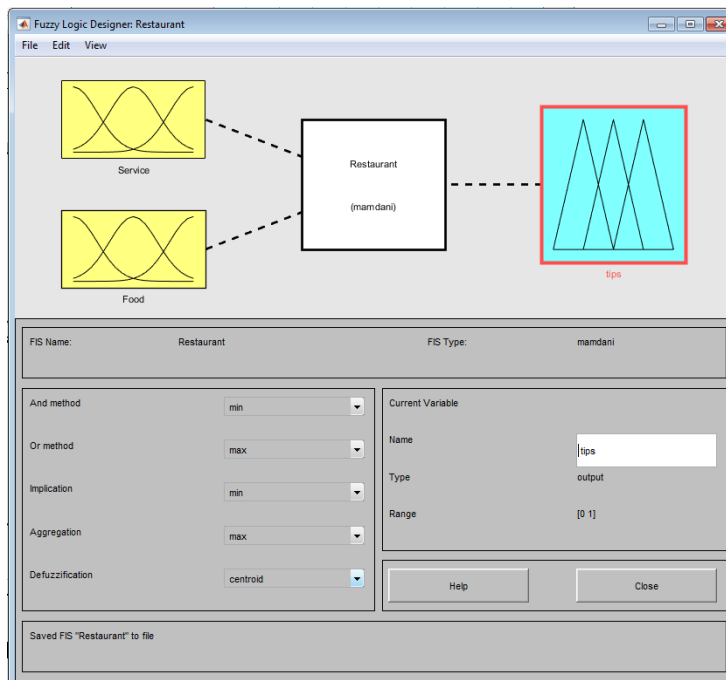 Fuzzy Logic Designer: Restaurant
File Edit View
Service
Food
Restaurant
(mamdani)
tips
FIS Name: Restaurant FIS Type: mamdani
And method min
Or method max
Implication min
Aggregation max
Defuzzification centroid
Current Variable
Name tips
Type output
Range [0 1]
Help Close
Saved FIS "Restaurant" to file